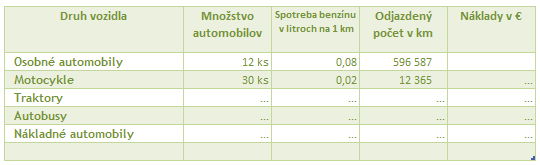 Druh vozidla Množstvo automobilov Spotreba benzínu v litroch na 1 km Odjazdený počet v km Náklady v €
Osobné automobily 12 ks 0,08 596 587
Motocykle 30 ks 0,02 12 365 ...
Traktory ... ... ... ...
Autobusy ... ... ... ...
Nákladné automobily ... ... ... ...